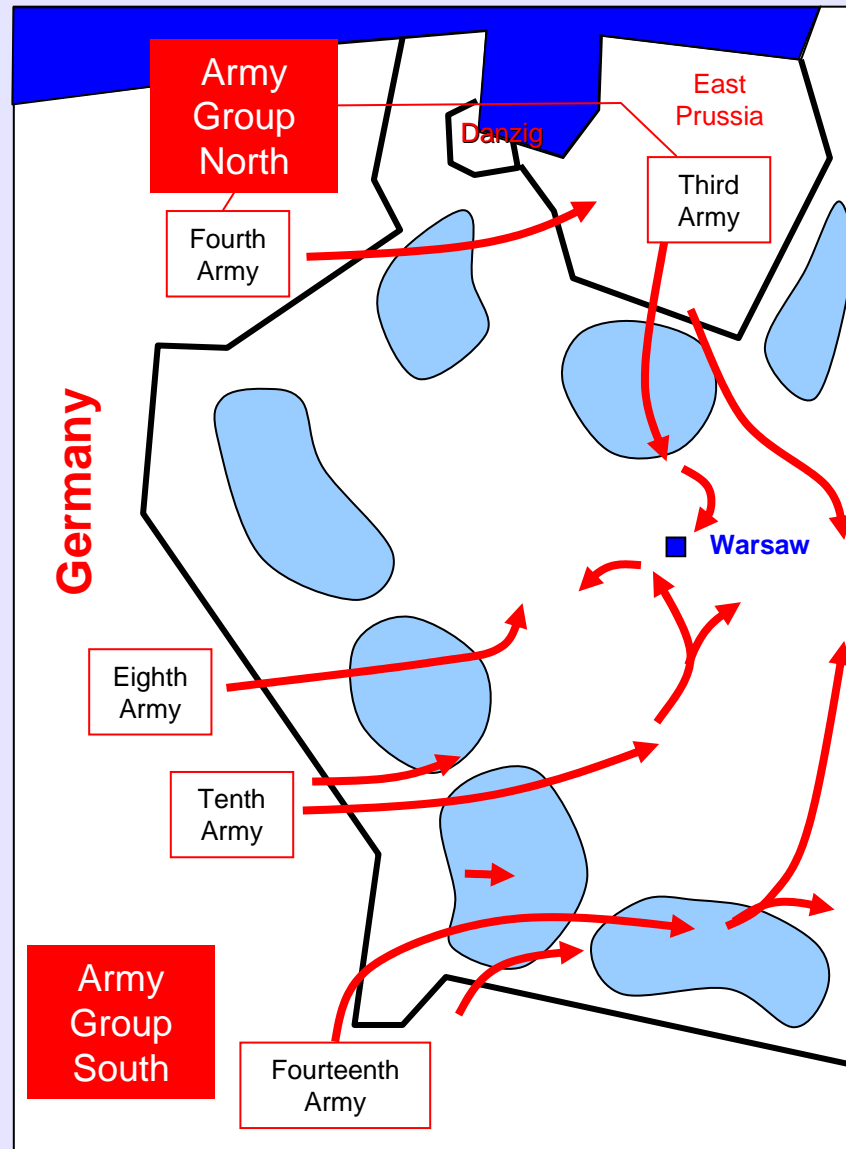 Army
Group
North
East
Prussia
Danzig
Third
Army
Fourth
Army
Germany
Warsaw
Eighth
Army
Tenth
Army
Army
Group
South
Fourteenth
Army